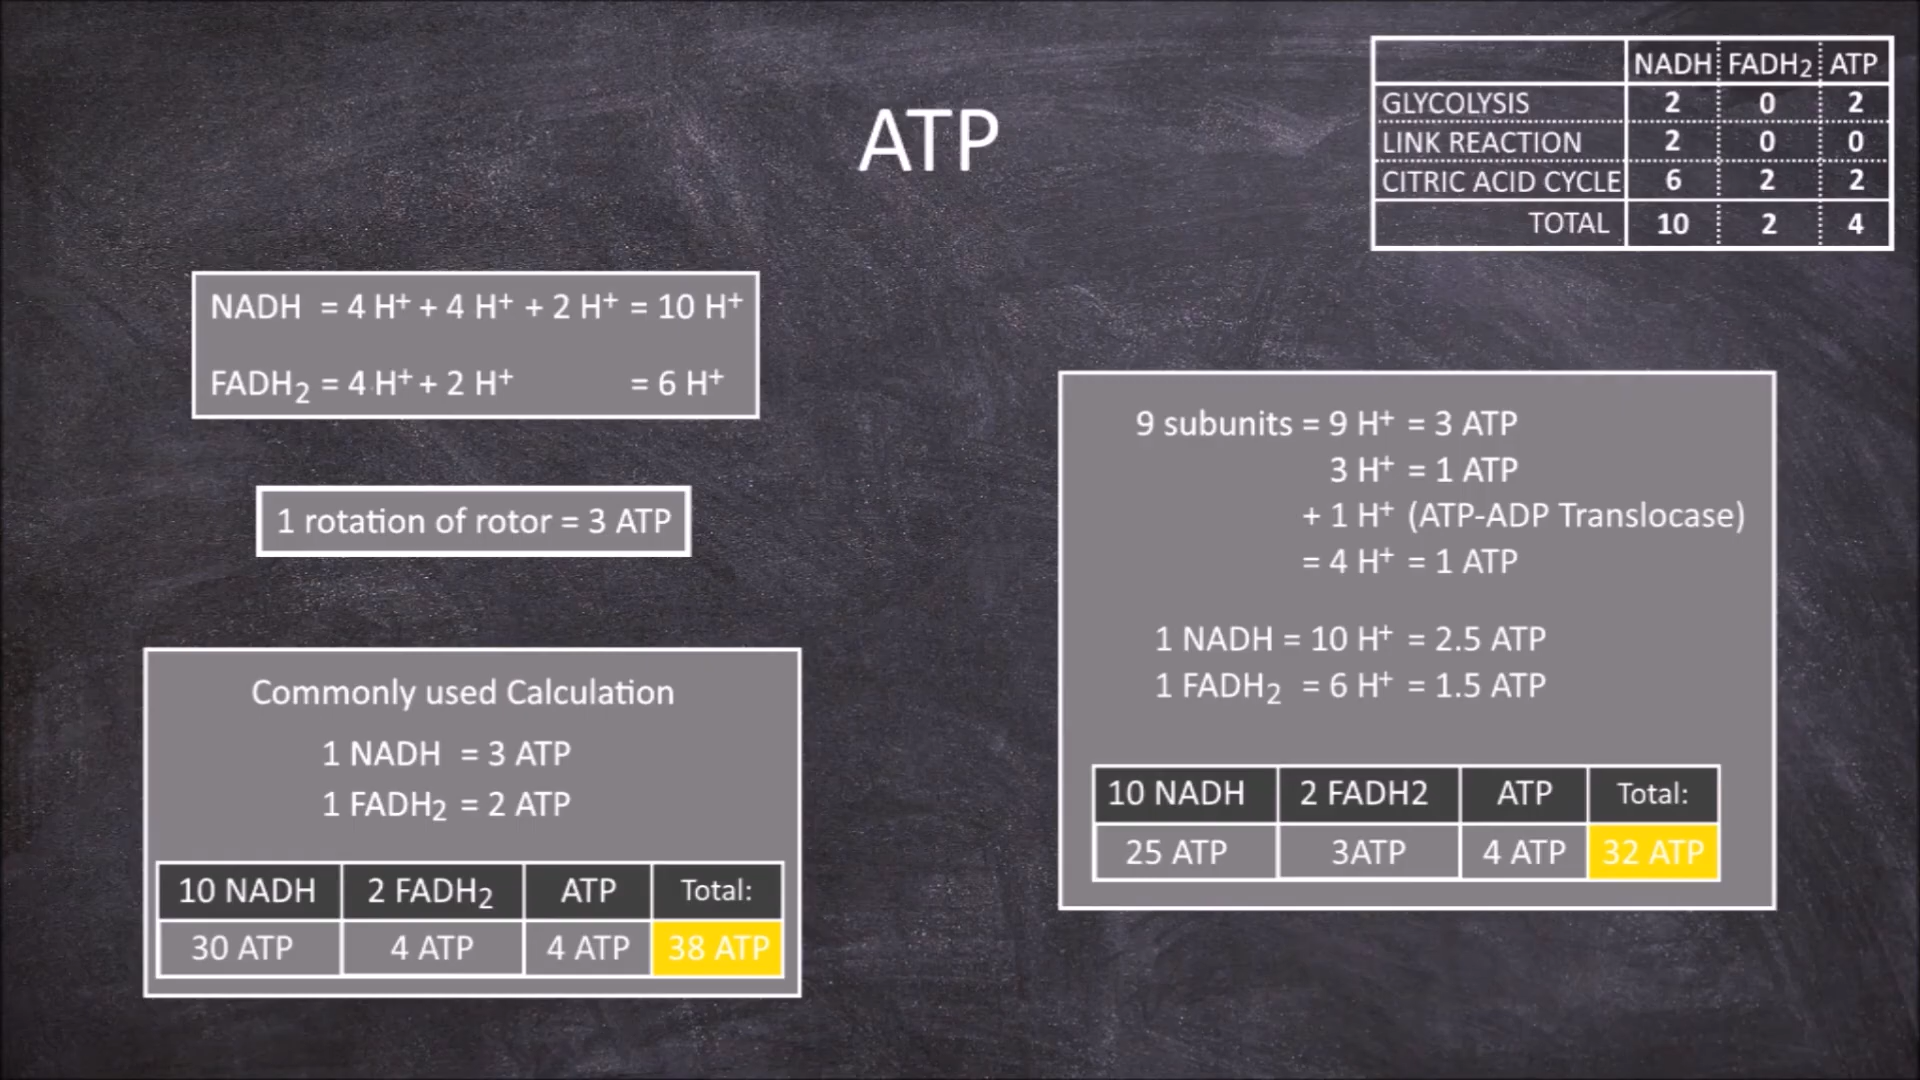 ATP
NADH FADH2 ATP
GLYCOLYSIS 2 0 2
LINK REACTION 2 0 0
CITRIC ACID CYCLE 6 2 2
TOTAL 10 2 4
NADH = 4 H⁺ + 4 H⁺ + 2 H⁺ = 10 H⁺
FADH₂ = 4 H⁺ + 2 H⁺ = 6 H⁺
1 rotation of rotor = 3 ATP
Commonly used Calculation
1 NADH = 3 ATP
1 FADH₂ = 2 ATP
10 NADH 2 FADH₂ ATP Total:
30 ATP 4 ATP 4 ATP 38 ATP
9 subunits = 9 H⁺ = 3 ATP
3 H⁺ = 1 ATP
+ 1 H⁺ (ATP-ADP Translocase)
= 4 H⁺ = 1 ATP
1 NADH = 10 H⁺ = 2.5 ATP
1 FADH₂ = 6 H⁺ = 1.5 ATP
10 NADH 2 FADH2 ATP Total:
25 ATP 3ATP 4 ATP 32 ATP